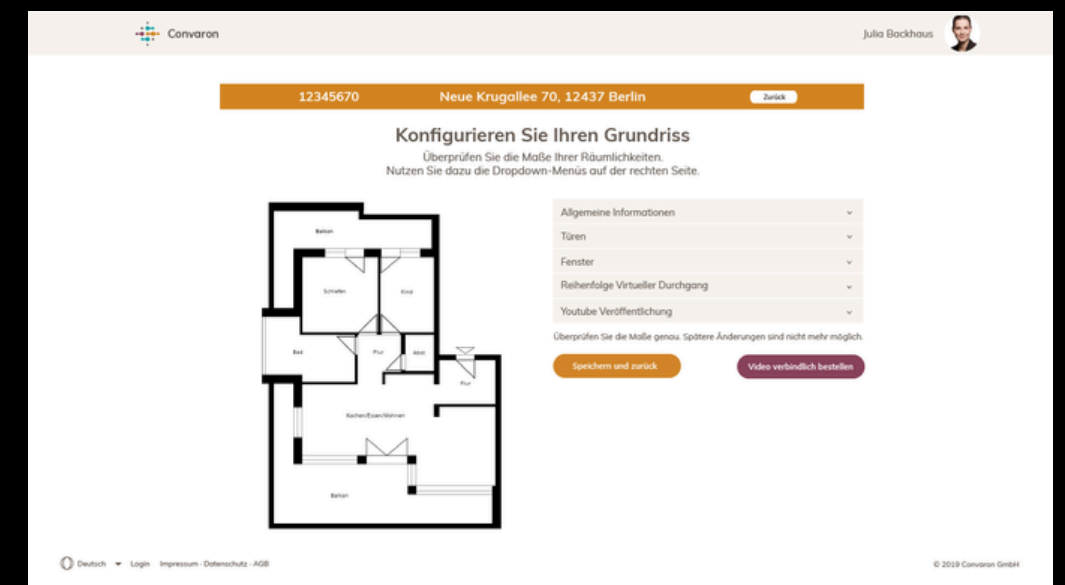 Convaron
Julia Backhaus
12345670 Neue Krugallee 70, 12437 Berlin Zurück
Konfigurieren Sie Ihren Grundriss
Überprüfen Sie die Maße Ihrer Räumlichkeiten.
Nutzen Sie dazu die Dropdown-Menüs auf der rechten Seite.
Balkon
Schlafen
Kind
Bad
Flur
Abst
Flur
Kochen/Essen/Wohnen
Balkon
Allgemeine Informationen
Türen
Fenster
Reihenfolge Virtueller Durchgang
Youtube Veröffentlichung
Überprüfen Sie die Maße genau. Spätere Änderungen sind nicht mehr möglich.
Speichern und zurück
Video verbindlich bestellen
Deutsch Login Impressum · Datenschutz · AGB
© 2019 Convaron GmbH